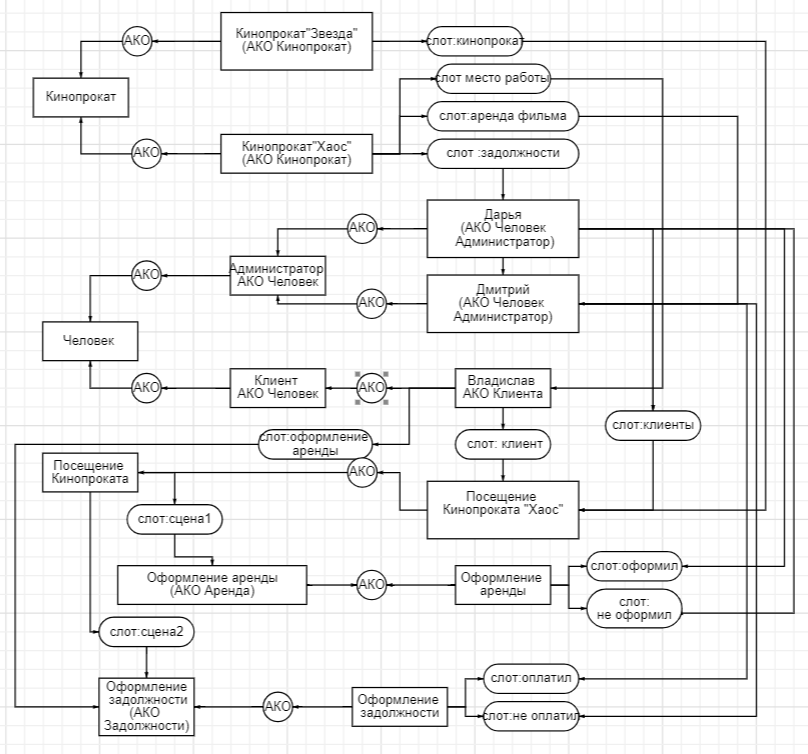 Кинопрокат"Звезда"
(АКО Кинопрокат)
АКО
слот:кинопрокат
слот место работы
Кинопрокат
слот:аренда фильма
Кинопрокат"Хаос"
(АКО Кинопрокат)
АКО
слот :задолжности
Дарья
(АКО Человек
Администратор)
АКО
Администратор
АКО Человек
АКО
Дмитрий
(АКО Человек
Администратор)
АКО
Человек
Клиент
АКО Человек
АКО
АКО
Владислав
АКО Клиента
слот:клиенты
слот:оформление
аренды
слот: клиент
Посещение
Кинопроката
АКО
Посещение
Кинопроката "Хаос"
слот:сцена1
Оформление аренды
(АКО Аренда)
АКО
Оформление
аренды
слот:оформил
слот:
не оформил
слот:сцена2
Оформление
задолжности
(АКО
Задолжности)
АКО
Оформление
задолжности
слот:оплатил
слот:не оплатил